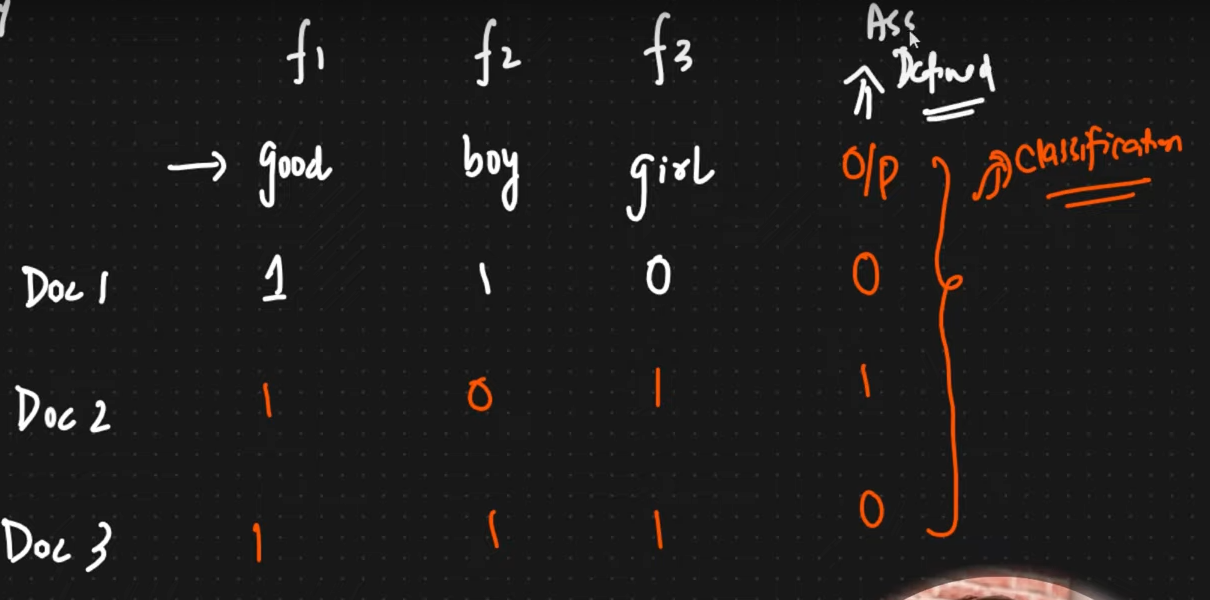 f1 f2 f3 Ass
Defined
→ good boy girl O/P Classification
Doc 1 1 1 0 0
Doc 2 1 0 1 1
Doc 3 1 1 1 0